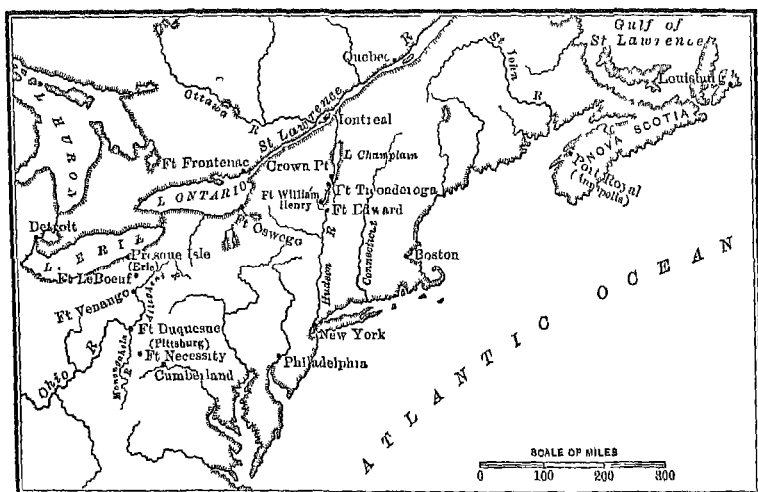 Gulf of
St Lawrence
Quebec
R
St John
R
Louisburg
Ottawa
R
St Lawrence
Montreal
L HURON
NOVA SCOTIA
Port Royal
(Annapolis)
Ft Frontenac
Crown Pt
L Champlain
L ONTARIO
Ft William
Henry
Ft Ticonderoga
Ft Edward
Detroit
Ft Oswego
L. ERIE
Presque Isle
(Erie)
Ft LeBoeuf
Ft Venango
Allegheny
Hudson R
Connecticut
Boston
Ft Duquesne
(Pittsburg)
Ft Necessity
Monongahela R
Ohio R
Cumberland
New York
Philadelphia
ATLANTIC OCEAN
SCALE OF MILES
0 100 200 300